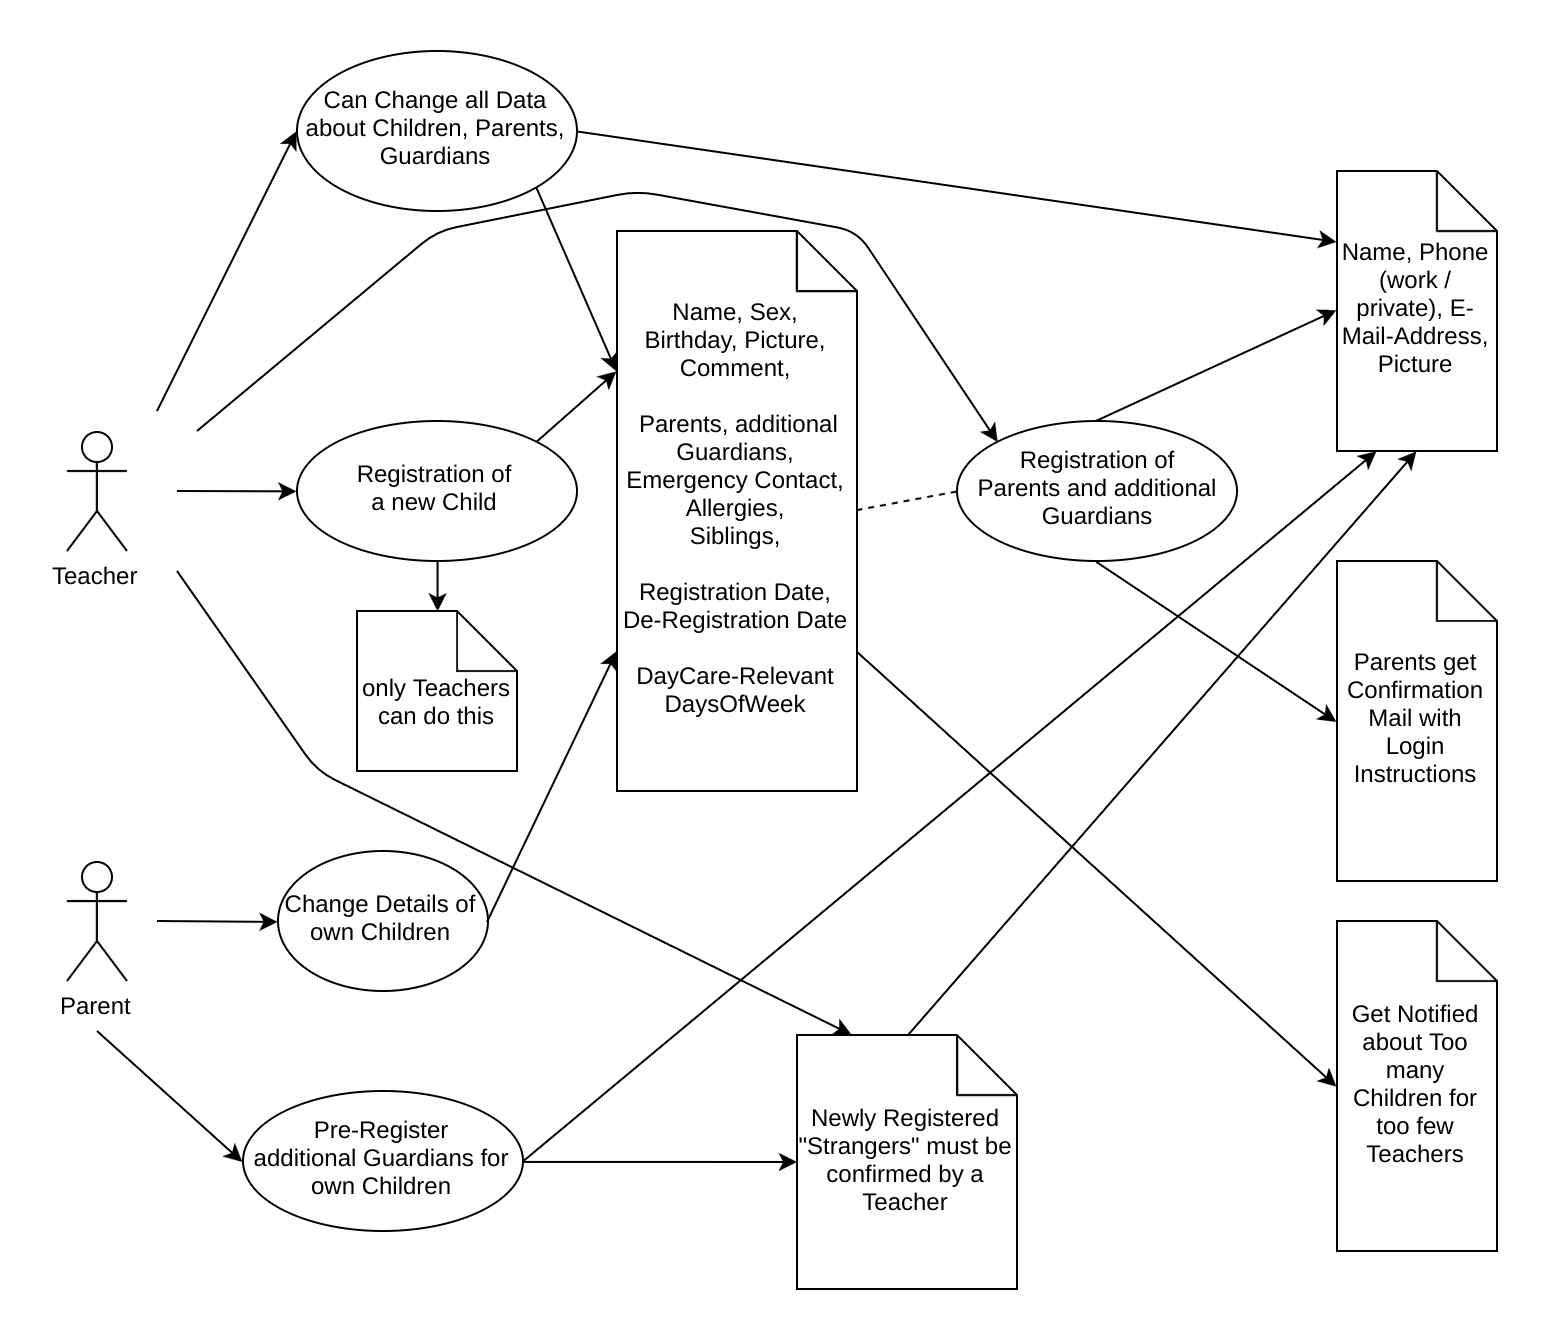 Can Change all Data
about Children, Parents,
Guardians
Name, Phone
(work /
private), E-
Mail-Address,
Picture
Name, Sex,
Birthday, Picture,
Comment,
Parents, additional
Guardians,
Emergency Contact,
Allergies,
Siblings,
Registration Date,
De-Registration Date
DayCare-Relevant
DaysOfWeek
Registration of
a new Child
Registration of
Parents and additional
Guardians
Teacher
only Teachers
can do this
Parents get
Confirmation
Mail with
Login
Instructions
Change Details of
own Children
Parent
Get Notified
about Too
many
Children for
too few
Teachers
Pre-Register
additional Guardians for
own Children
Newly Registered
"Strangers" must be
confirmed by a
Teacher